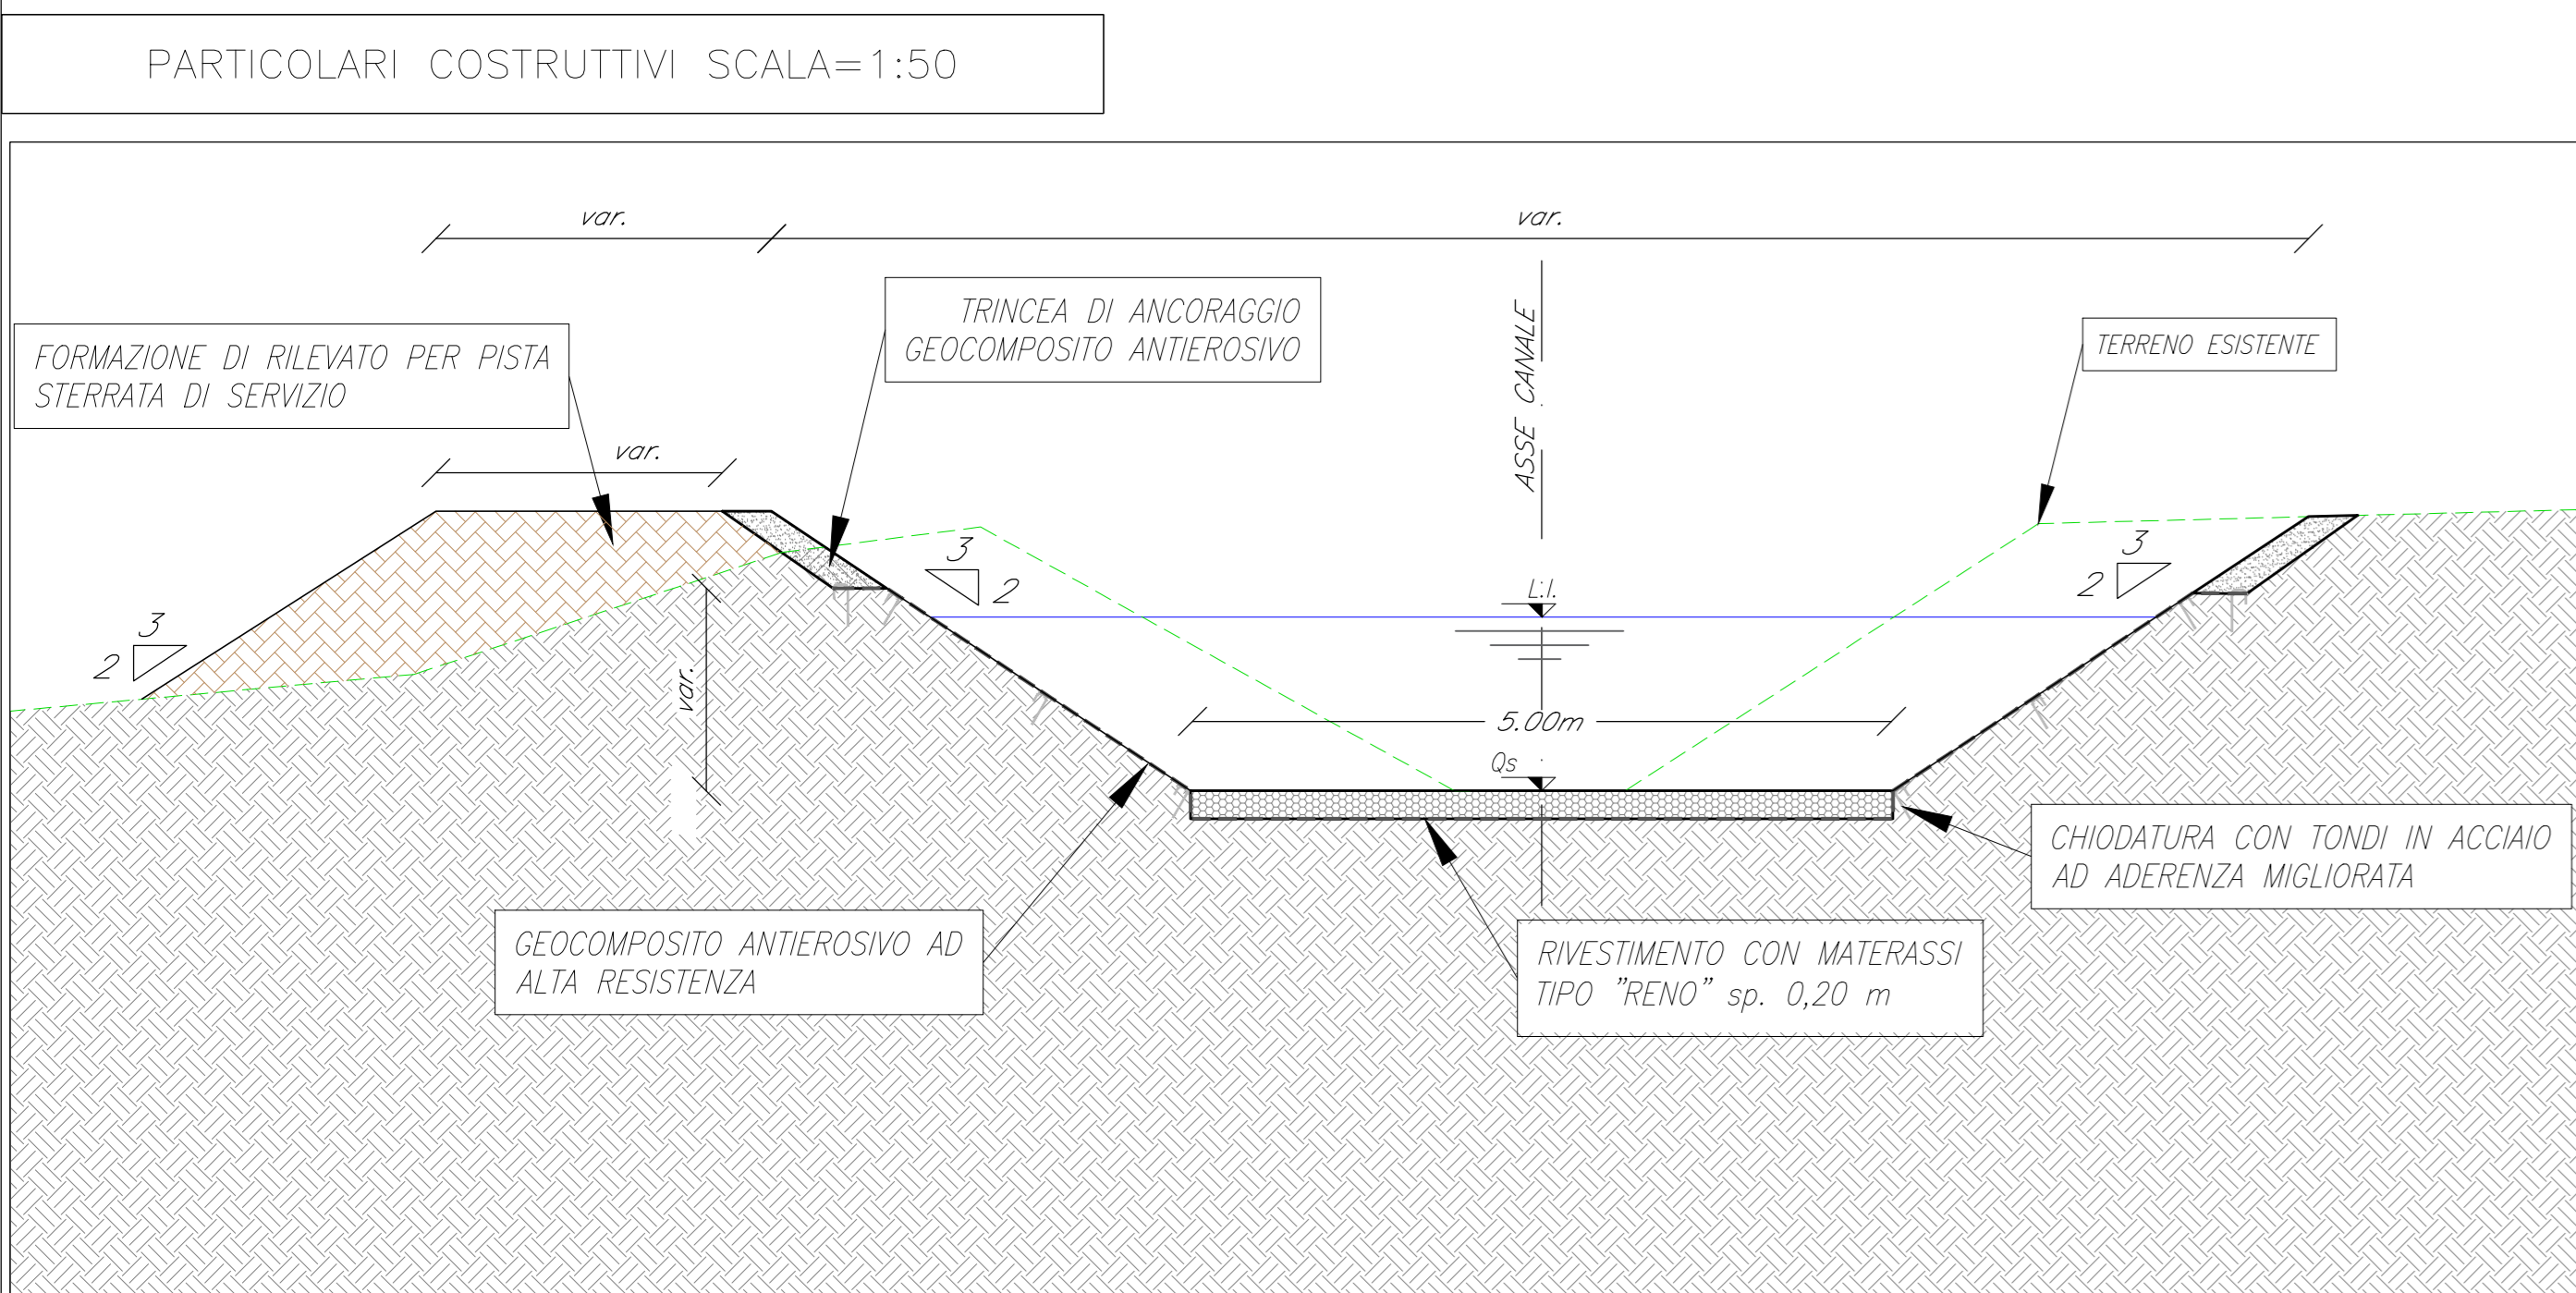 PARTICOLARI COSTRUTTIVI SCALA=1:50
var.
var.
TRINCEA DI ANCORAGGIO
GEOCOMPOSITO ANTIEROSIVO
ASSE CANALE
TERRENO ESISTENTE
FORMAZIONE DI RILEVATO PER PISTA
STERRATA DI SERVIZIO
var.
3
2
3
2
L.l.
3
2
var.
5.00m
Qs
CHIODATURA CON TONDI IN ACCIAIO
AD ADERENZA MIGLIORATA
GEOCOMPOSITO ANTIEROSIVO AD
ALTA RESISTENZA
RIVESTIMENTO CON MATERASSI
TIPO "RENO" sp. 0,20 m